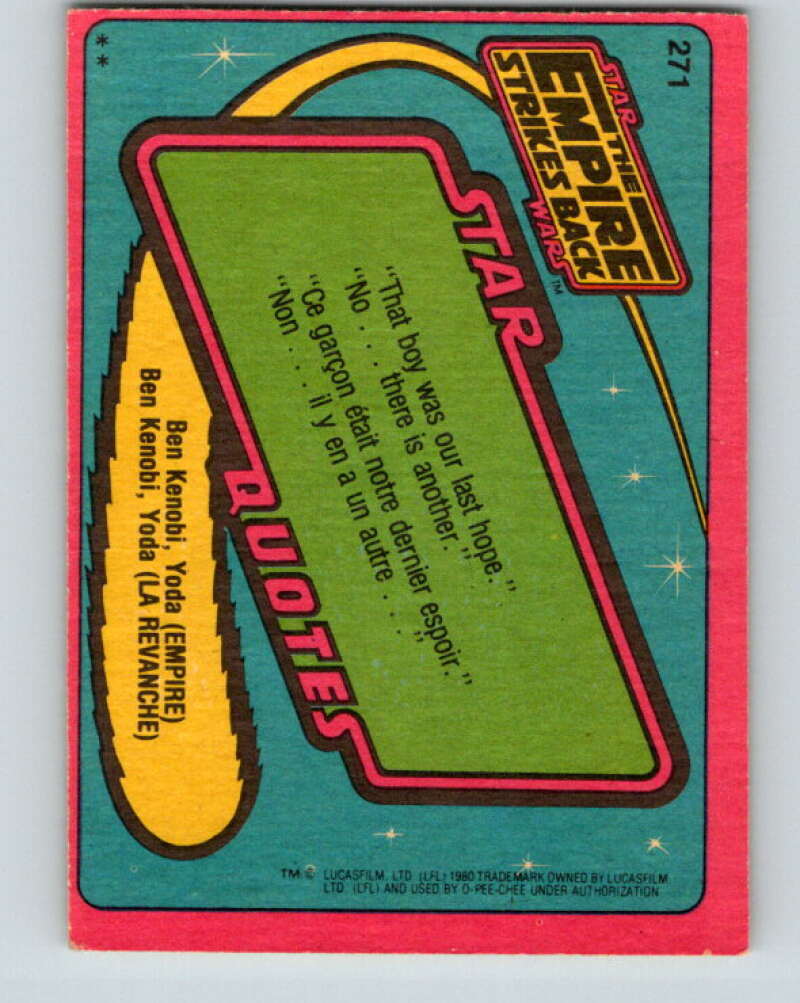 271
STAR
THE
EMPIRE
STRIKES BACK
WARS™
STAR
"That boy was our last hope."
"No . . . there is another."
"Ce garçon était notre dernier espoir."
"Non . . . il y en a un autre . . ."
QUOTES
Ben Kenobi, Yoda (EMPIRE)
Ben Kenobi, Yoda (LA REVANCHE)
**
TM: © LUCASFILM, LTD. (LFL) 1980 TRADEMARK OWNED BY LUCASFILM
LTD. (LFL) AND USED BY O-PEE-CHEE UNDER AUTHORIZATION